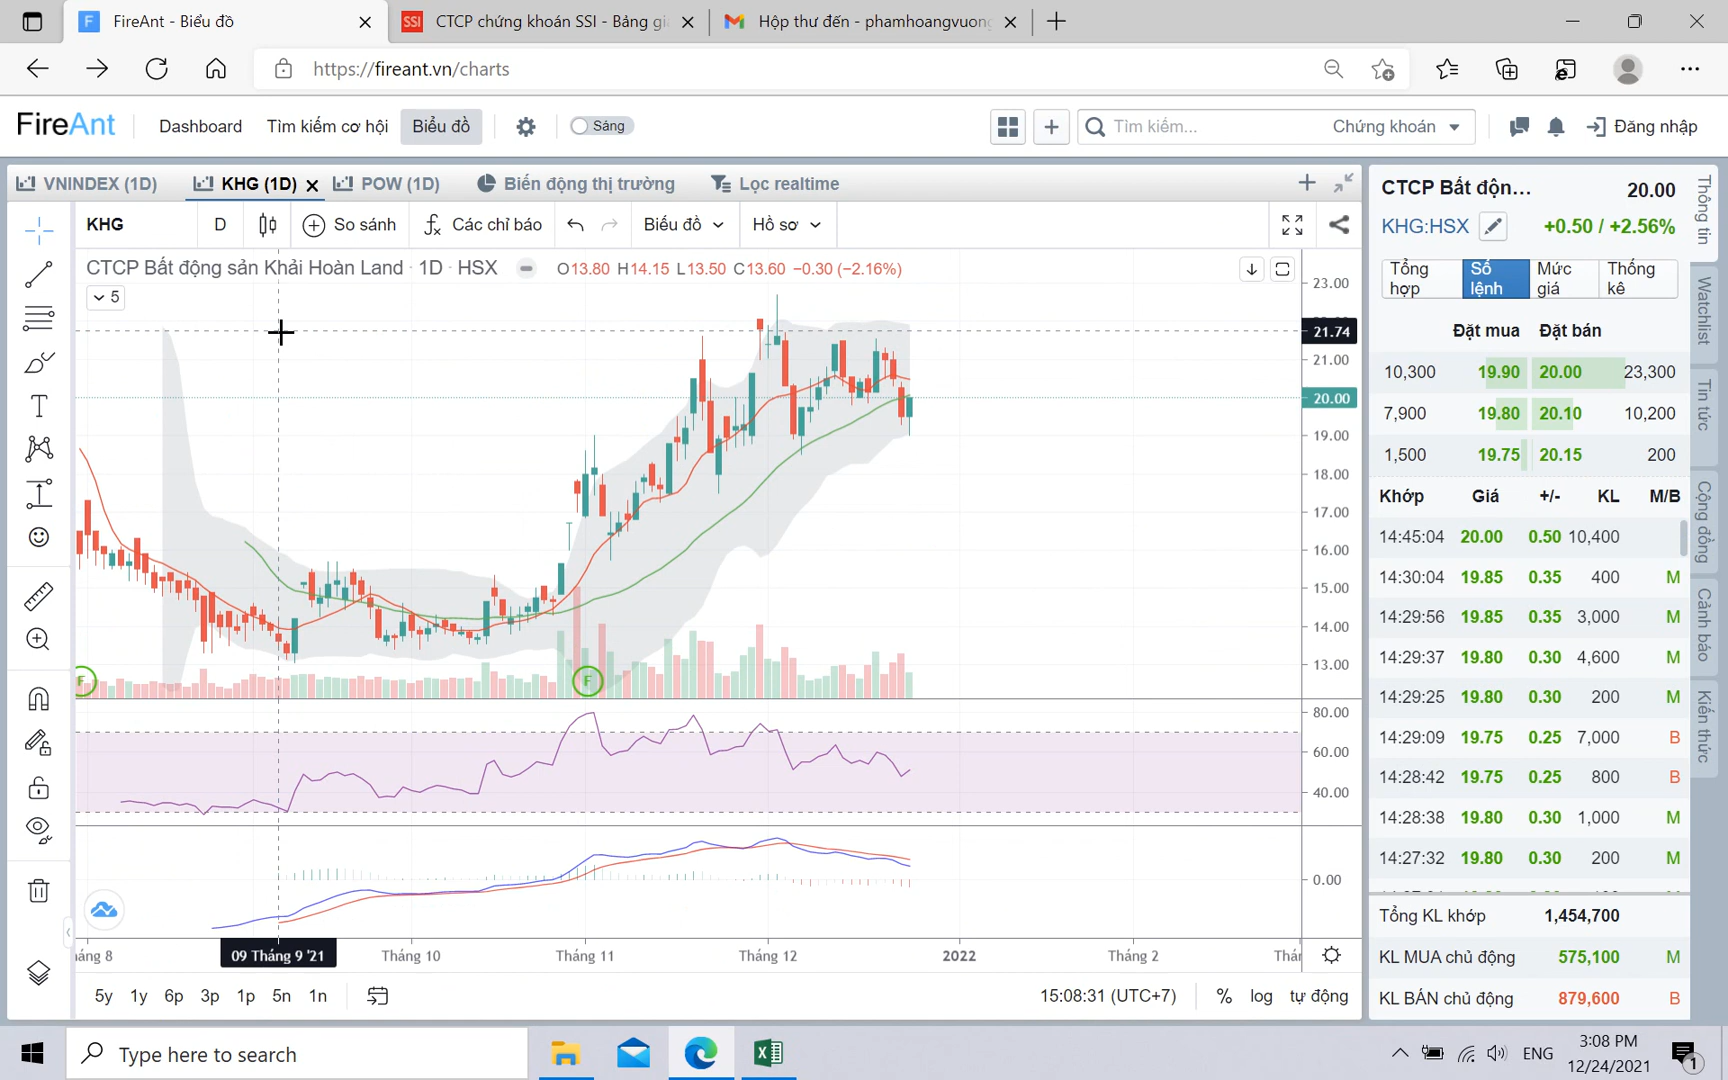 FireAnt - Biểu đồ
CTCP chứng khoán SSI - Bảng gi
Hộp thư đến - phamhoangvuong
https://fireant.vn/charts
FireAnt
Dashboard
Tìm kiếm cơ hội
Biểu đồ
Sáng
Tìm kiếm...
Chứng khoán
Đăng nhập
VNINDEX (1D)
KHG (1D)
POW (1D)
Biến động thị trường
Lọc realtime
KHG
D
So sánh
Các chỉ báo
Biểu đồ
Hồ sơ
CTCP Bất động sản Khải Hoàn Land · 1D · HSX
O13.80 H14.15 L13.50 C13.60 −0.30 (−2.16%)
5
23.00
21.74
21.00
20.00
19.00
18.00
17.00
16.00
15.00
14.00
13.00
F
F
80.00
60.00
40.00
0.00
háng 8
09 Tháng 9 '21
Tháng 10
Tháng 11
Tháng 12
2022
Tháng 2
Thár
5y 1y 6p 3p 1p 5n 1n
15:08:31 (UTC+7)
% log tự động
CTCP Bất độn... 20.00
KHG:HSX +0.50 / +2.56%
Tổng hợp
Số lệnh
Mức giá
Thống kê
Đặt mua Đặt bán
10,300 19.90 20.00 23,300
7,900 19.80 20.10 10,200
1,500 19.75 20.15 200
Khớp Giá +/- KL M/B
14:45:04 20.00 0.50 10,400
14:30:04 19.85 0.35 400 M
14:29:56 19.85 0.35 3,000 M
14:29:37 19.80 0.30 4,600 M
14:29:25 19.80 0.30 200 M
14:29:09 19.75 0.25 7,000 B
14:28:42 19.75 0.25 800 B
14:28:38 19.80 0.30 1,000 M
14:27:32 19.80 0.30 200 M
Tổng KL khớp 1,454,700
KL MUA chủ động 575,100 M
KL BÁN chủ động 879,600 B
Thông tin
Watchlist
Tin tức
Cộng đồng
Cảnh báo
Kiến thức
Type here to search
ENG
3:08 PM
12/24/2021
1